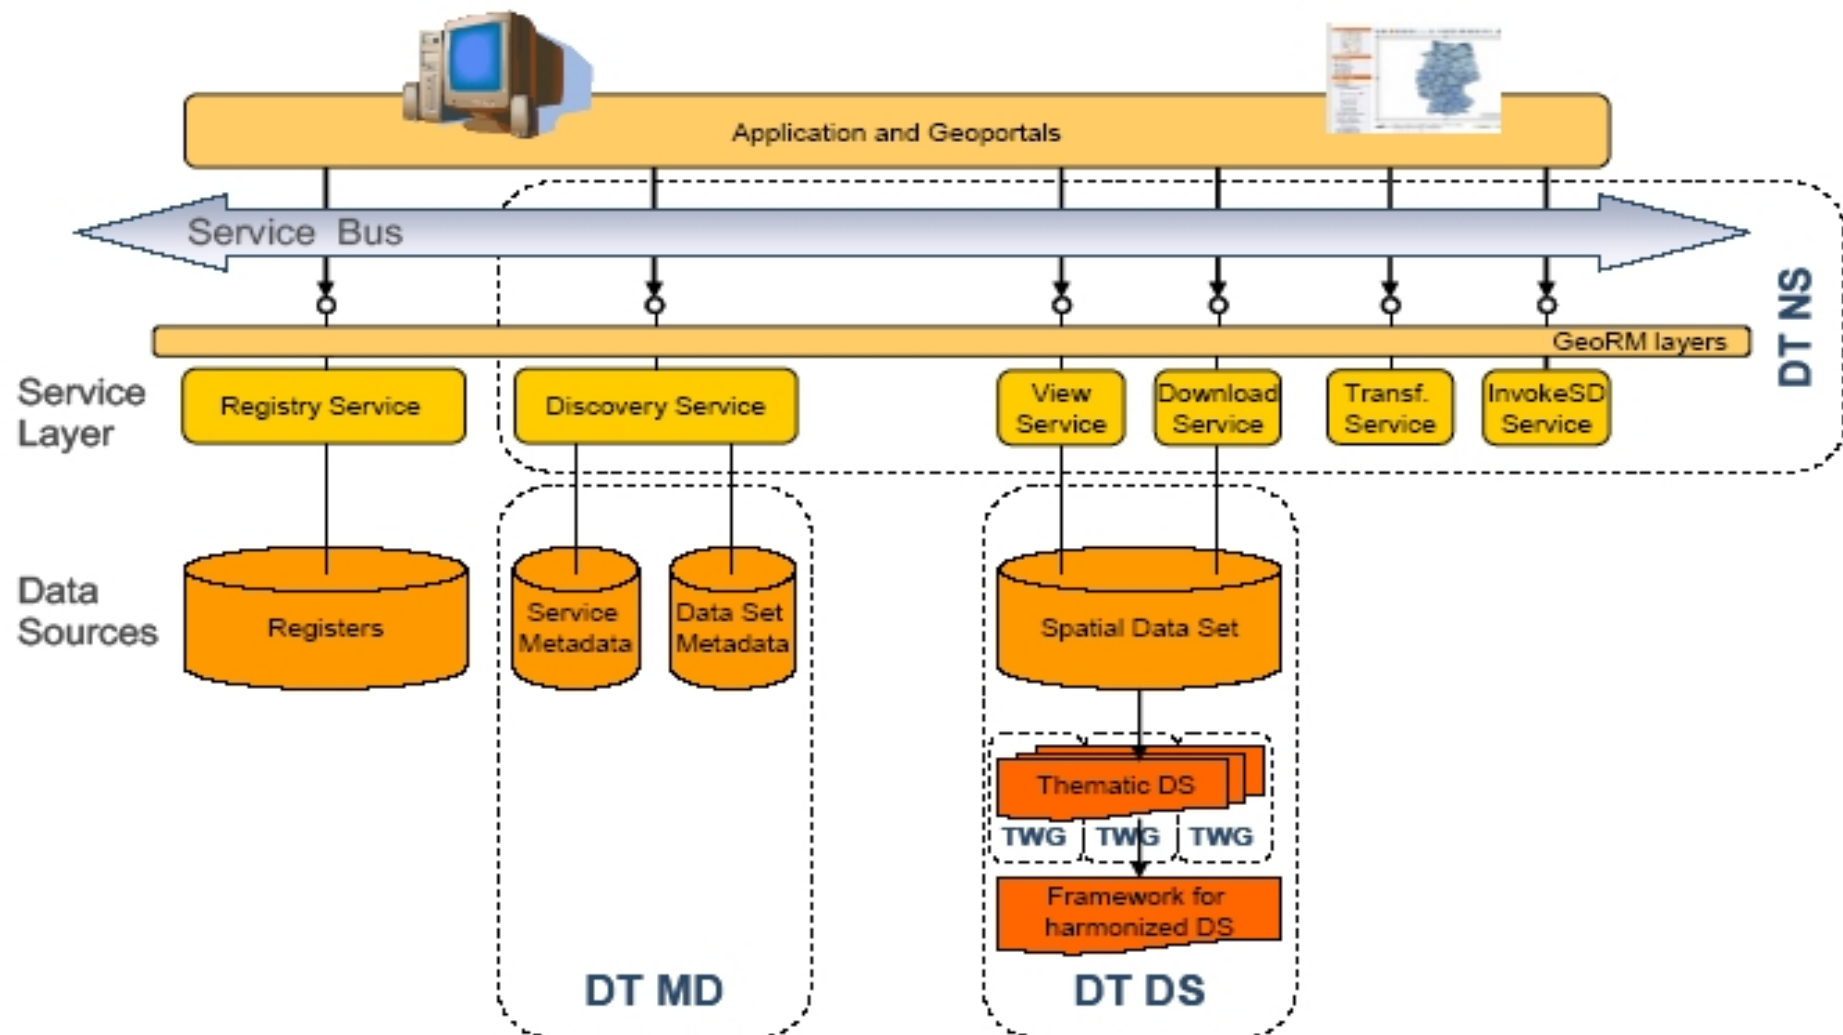 Application and Geoportals
Service Bus
DT NS
GeoRM layers
Service
Layer
Registry Service
Discovery Service
View
Service
Download
Service
Transf.
Service
InvokeSD
Service
Data
Sources
Registers
Service
Metadata
Data Set
Metadata
Spatial Data Set
Thematic DS
TWG TWG TWG
Framework for
harmonized DS
DT MD
DT DS